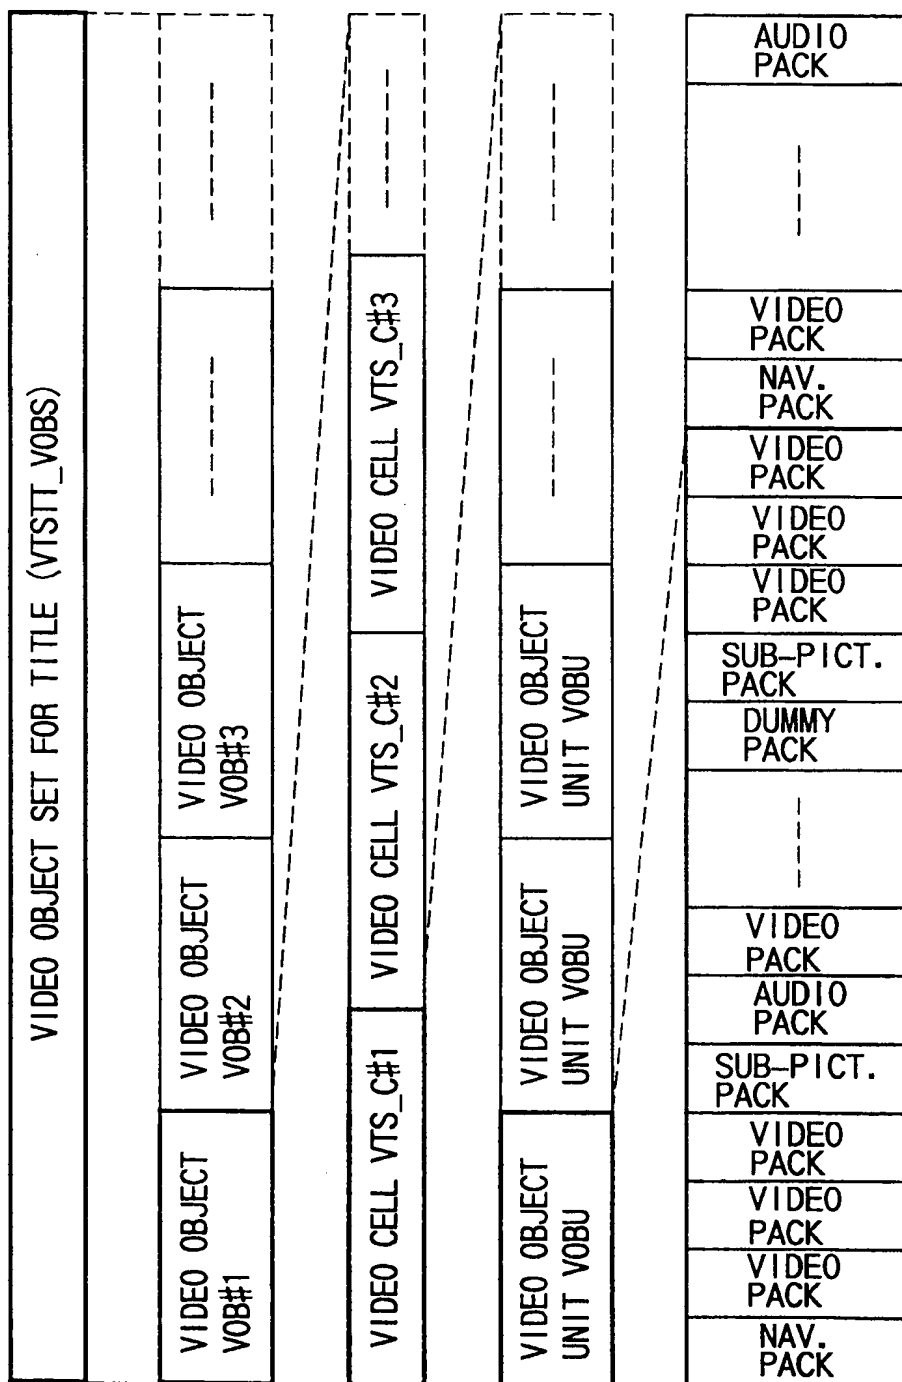 VIDEO OBJECT SET FOR TITLE (VTSTT_VOBS)
VIDEO OBJECT
VOB#1
VIDEO OBJECT
VOB#2
VIDEO OBJECT
VOB#3
VIDEO CELL VTS_C#1
VIDEO CELL VTS_C#2
VIDEO CELL VTS_C#3
VIDEO OBJECT
UNIT VOBU
VIDEO OBJECT
UNIT VOBU
VIDEO OBJECT
UNIT VOBU
AUDIO
PACK
VIDEO
PACK
NAV.
PACK
VIDEO
PACK
VIDEO
PACK
VIDEO
PACK
SUB-PICT.
PACK
DUMMY
PACK
VIDEO
PACK
AUDIO
PACK
SUB-PICT.
PACK
VIDEO
PACK
VIDEO
PACK
VIDEO
PACK
NAV.
PACK